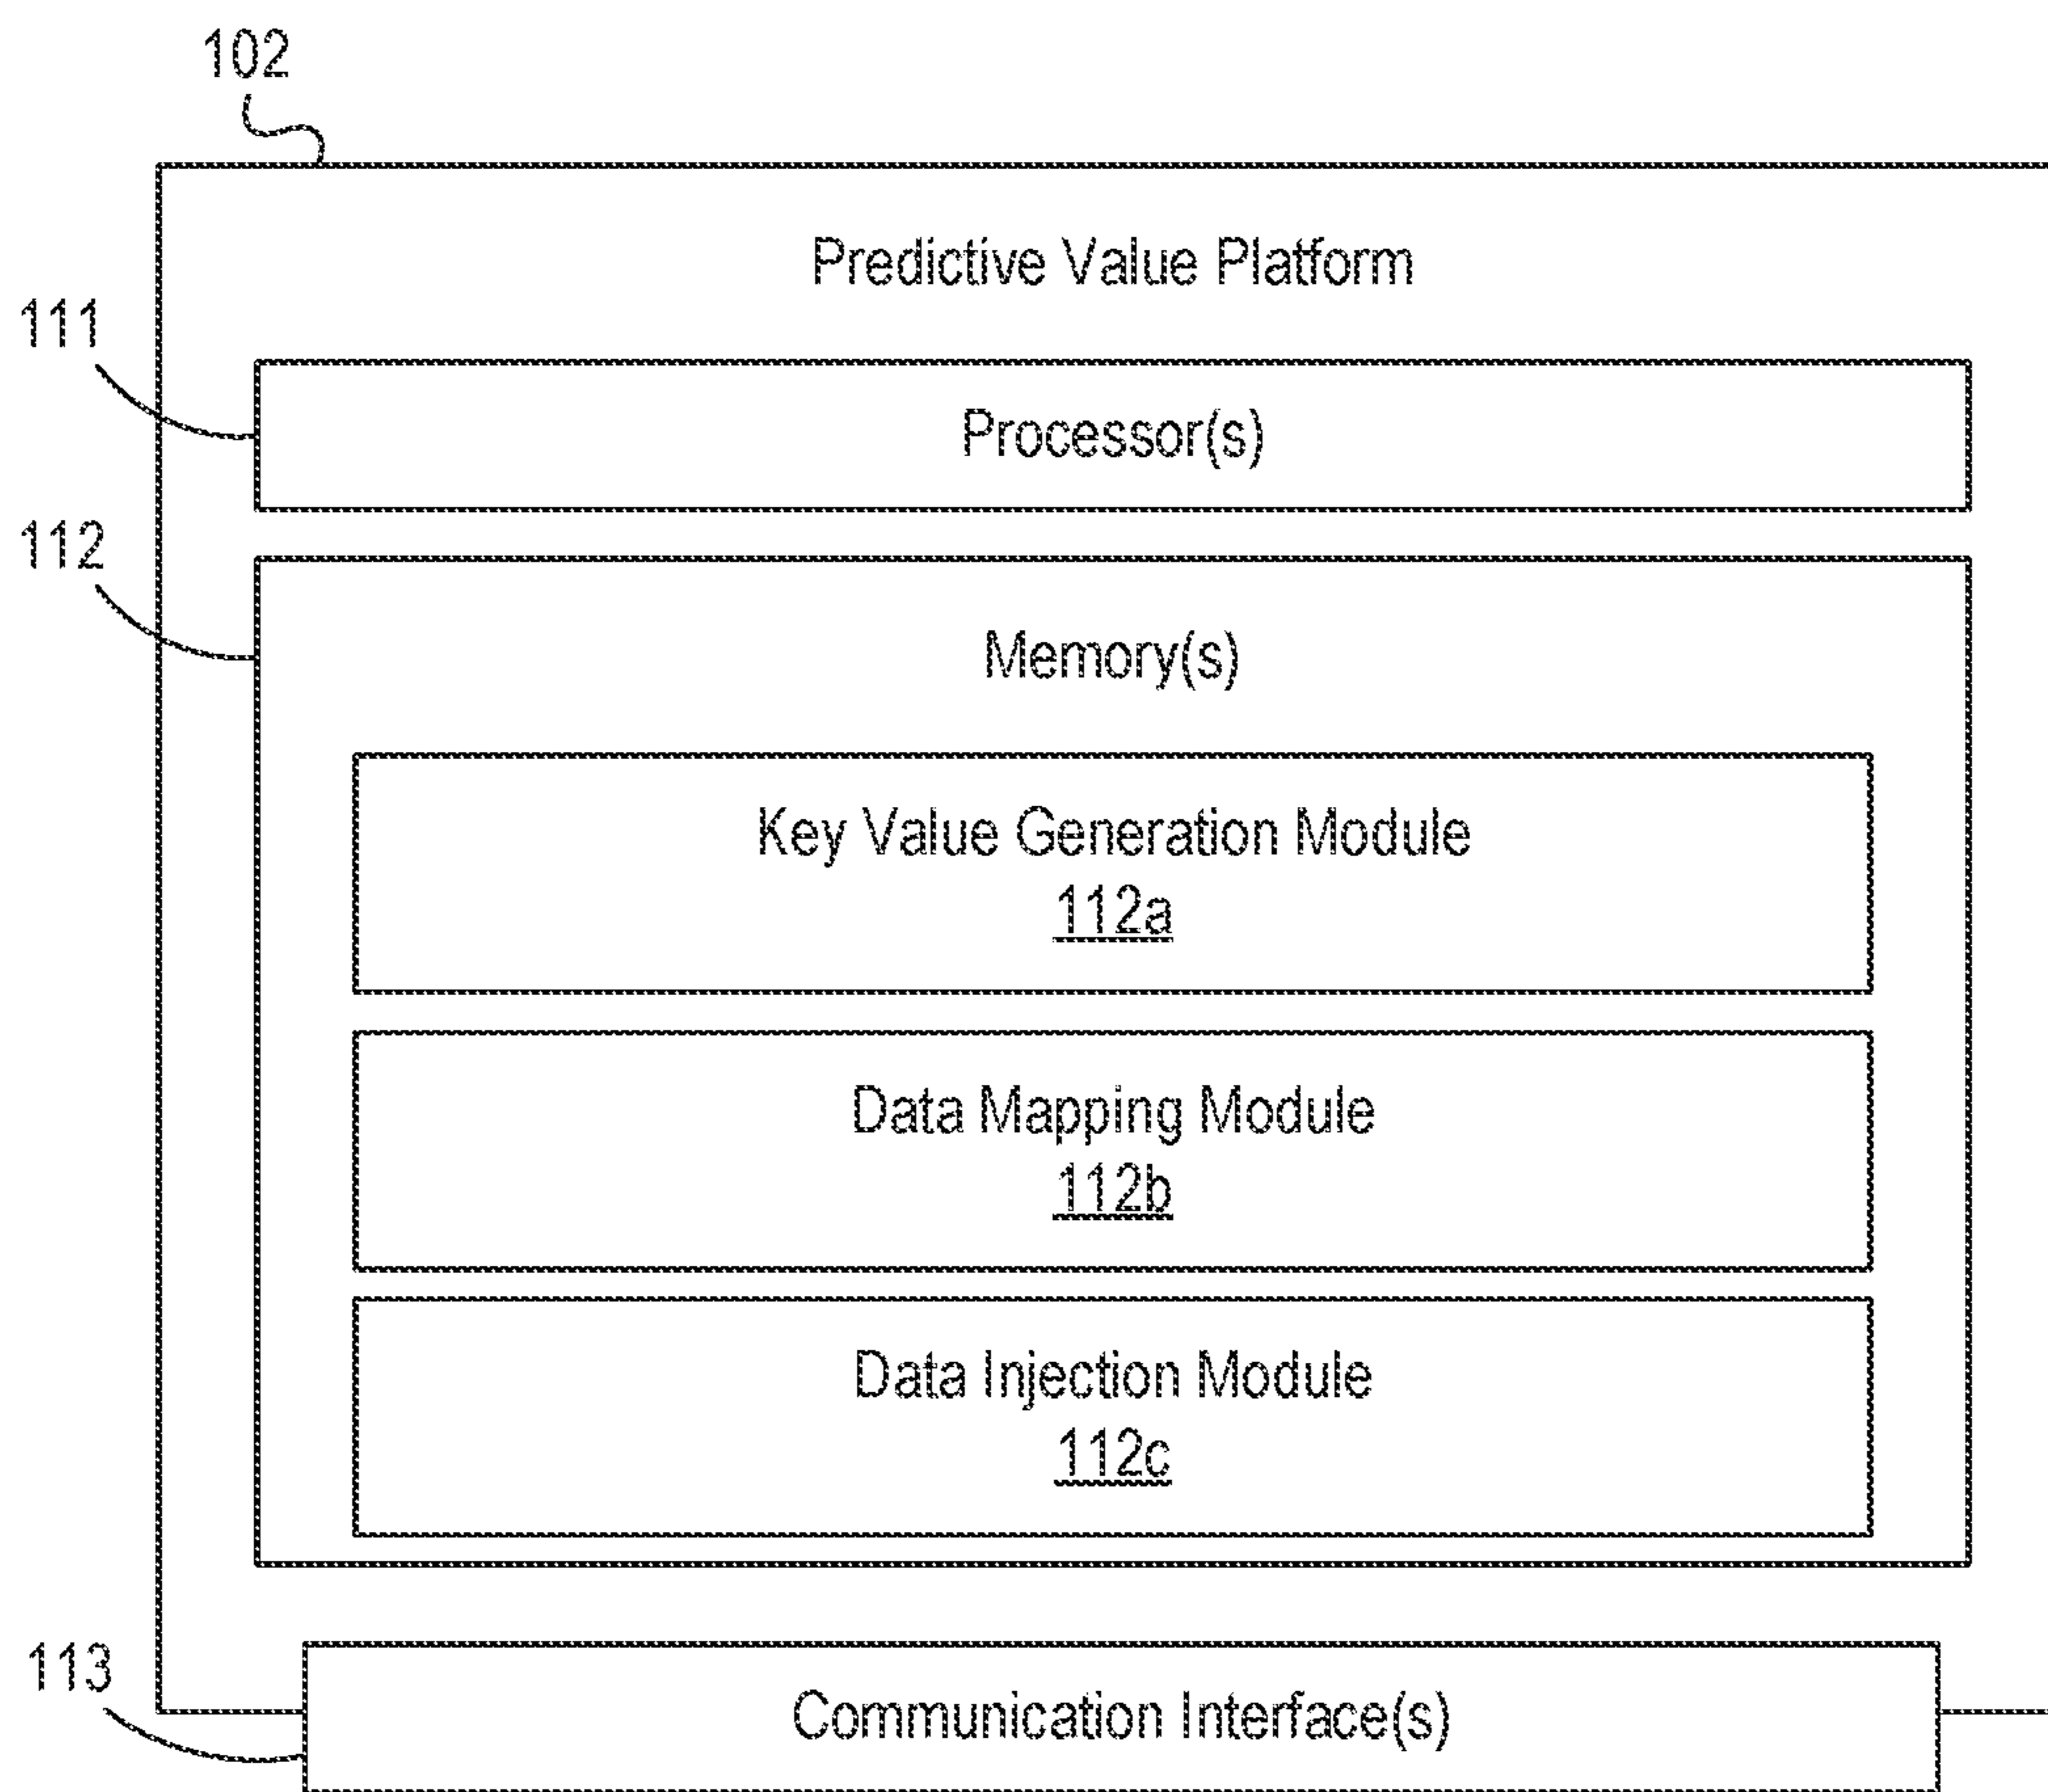 102
Predictive Value Platform
111
Processor(s)
112
Memory(s)
Key Value Generation Module
112a
Data Mapping Module
112b
Data Injection Module
112c
113
Communication Interface(s)